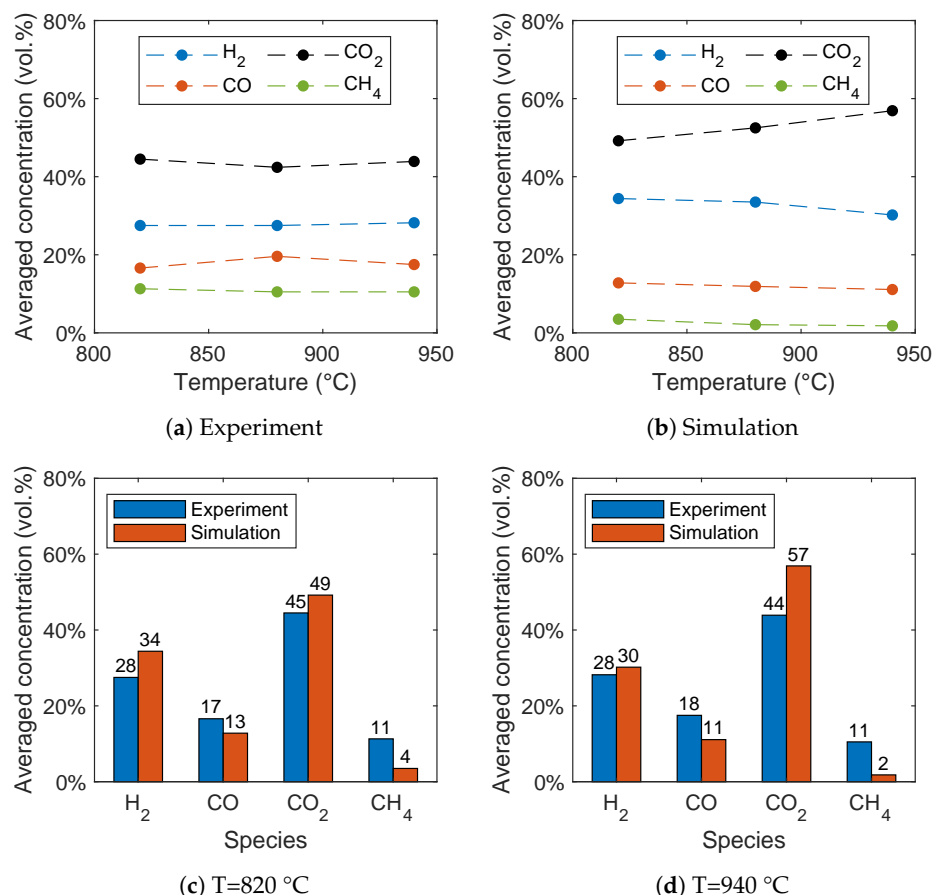 80%
60%
40%
20%
0%
Averaged concentration (vol.%)
H2 CO2
CO CH4
800 850 900 950
Temperature (°C)
(a) Experiment
80%
60%
40%
20%
0%
Averaged concentration (vol.%)
H2 CO2
CO CH4
800 850 900 950
Temperature (°C)
(b) Simulation
80%
60%
40%
20%
0%
Averaged concentration (vol.%)
Experiment
Simulation
28 34 17 13 45 49 11 4
H2 CO CO2 CH4
Species
(c) T=820 °C
80%
60%
40%
20%
0%
Averaged concentration (vol.%)
Experiment
Simulation
28 30 18 11 44 57 11 2
H2 CO CO2 CH4
Species
(d) T=940 °C